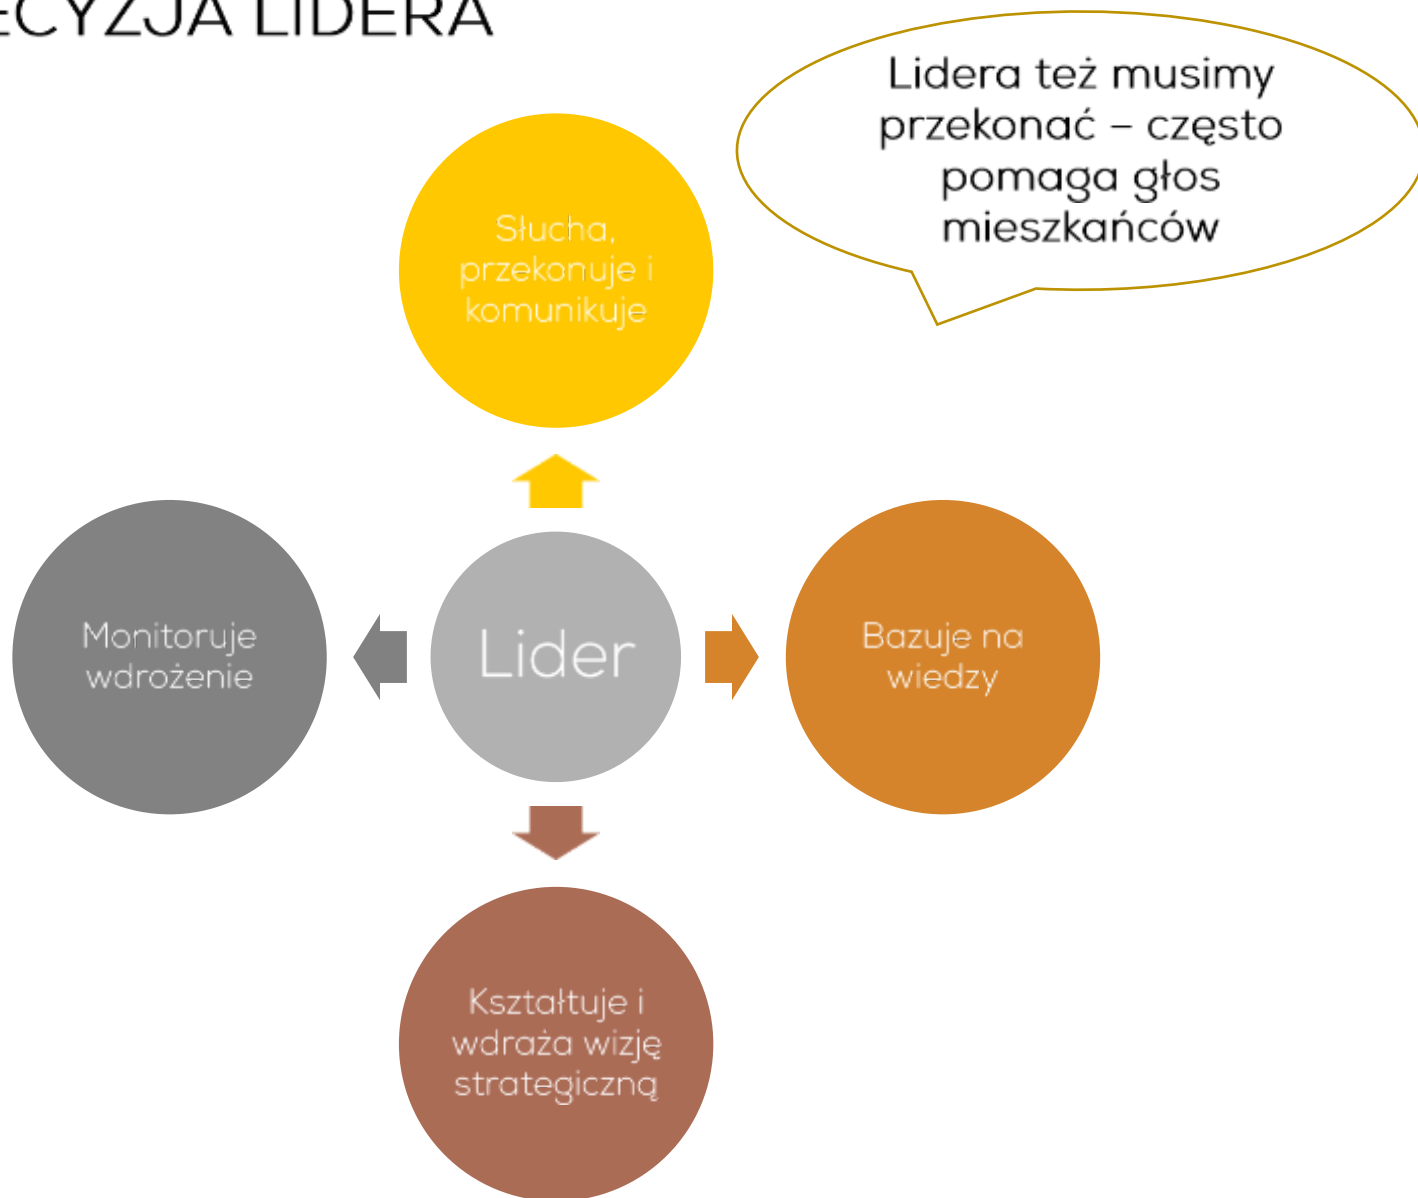 ECYZJA LIDERA
Lidera też musimy
przekonać – często
pomaga głos
mieszkańców
Słucha,
przekonuje i
komunikuje
Monitoruje
wdrożenie
Lider
Bazuje na
wiedzy
Kształtuje i
wdraża wizję
strategiczną